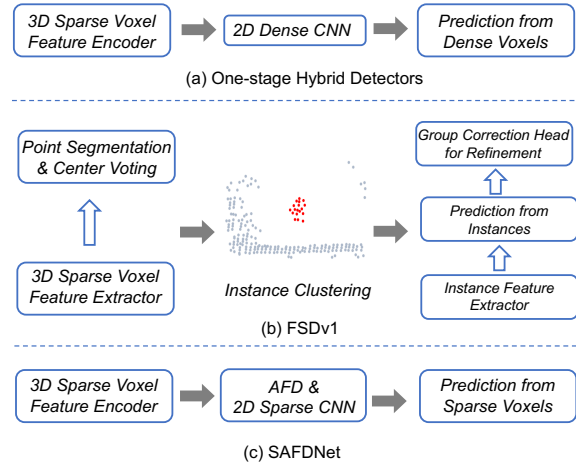 3D Sparse Voxel
Feature Encoder
2D Dense CNN
Prediction from
Dense Voxels
(a) One-stage Hybrid Detectors
Point Segmentation
& Center Voting
3D Sparse Voxel
Feature Extractor
Instance Clustering
Group Correction Head
for Refinement
Prediction from
Instances
Instance Feature
Extractor
(b) FSDv1
3D Sparse Voxel
Feature Encoder
AFD &
2D Sparse CNN
Prediction from
Sparse Voxels
(c) SAFDNet